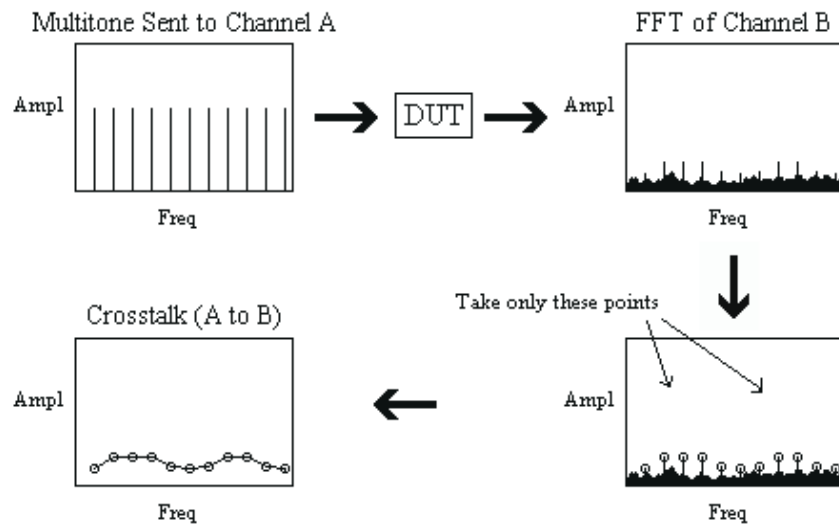 Multitone Sent to Channel A
FFT of Channel B
Ampl
DUT
Ampl
Freq
Freq
Take only these points
Crosstalk (A to B)
Ampl
Ampl
Freq
Freq